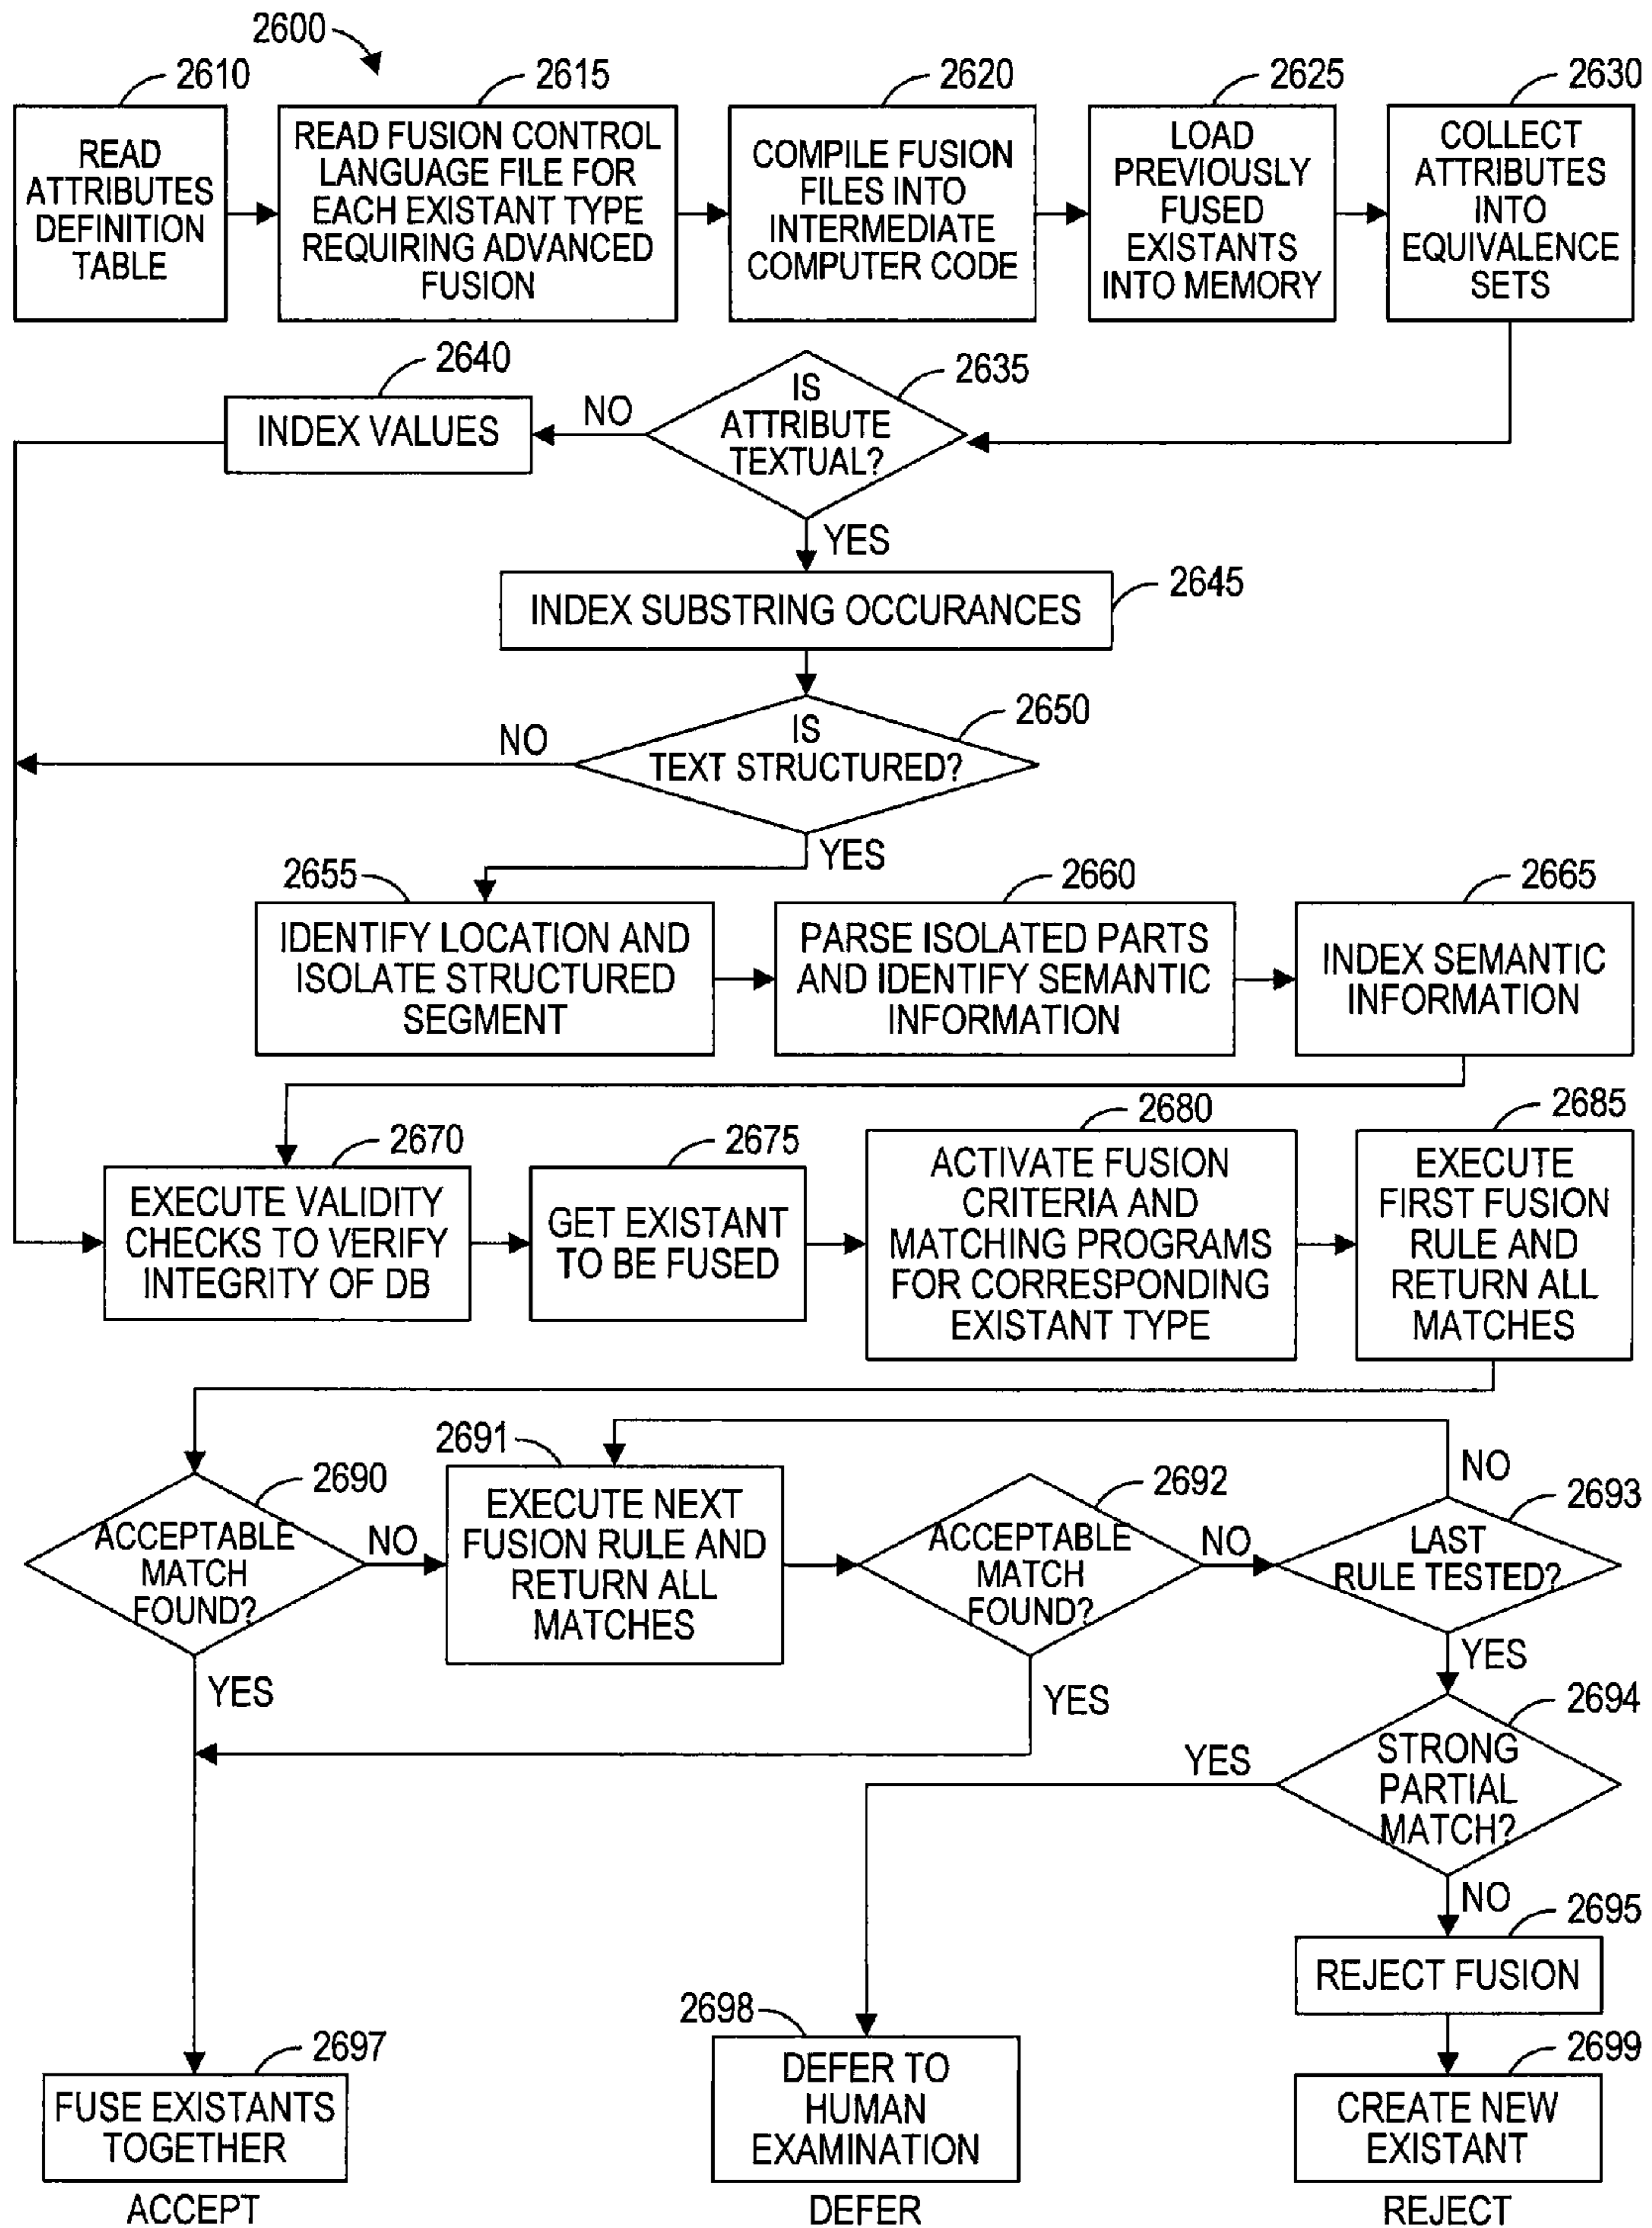 2600
2610
2615
2620
2625
2630
READ
ATTRIBUTES
DEFINITION
TABLE
READ FUSION CONTROL
LANGUAGE FILE FOR
EACH EXISTANT TYPE
REQUIRING ADVANCED
FUSION
COMPILE FUSION
FILES INTO
INTERMEDIATE
COMPUTER CODE
LOAD
PREVIOUSLY
FUSED
EXISTANTS
INTO MEMORY
COLLECT
ATTRIBUTES
INTO
EQUIVALENCE
SETS
2640
INDEX VALUES
NO
2635
IS
ATTRIBUTE
TEXTUAL?
YES
2645
INDEX SUBSTRING OCCURANCES
2650
NO
IS
TEXT STRUCTURED?
YES
2655
2660
2665
IDENTIFY LOCATION AND
ISOLATE STRUCTURED
SEGMENT
PARSE ISOLATED PARTS
AND IDENTIFY SEMANTIC
INFORMATION
INDEX SEMANTIC
INFORMATION
2670
2675
2680
2685
EXECUTE VALIDITY
CHECKS TO VERIFY
INTEGRITY OF DB
GET EXISTANT
TO BE FUSED
ACTIVATE FUSION
CRITERIA AND
MATCHING PROGRAMS
FOR CORRESPONDING
EXISTANT TYPE
EXECUTE
FIRST FUSION
RULE AND
RETURN ALL
MATCHES
2690
ACCEPTABLE
MATCH
FOUND?
NO
YES
2691
EXECUTE NEXT
FUSION RULE AND
RETURN ALL
MATCHES
2692
ACCEPTABLE
MATCH
FOUND?
NO
YES
NO
2693
LAST
RULE TESTED?
YES
2694
STRONG
PARTIAL
MATCH?
YES
NO
2695
REJECT FUSION
2697
FUSE EXISTANTS
TOGETHER
ACCEPT
2698
DEFER TO
HUMAN
EXAMINATION
DEFER
2699
CREATE NEW
EXISTANT
REJECT